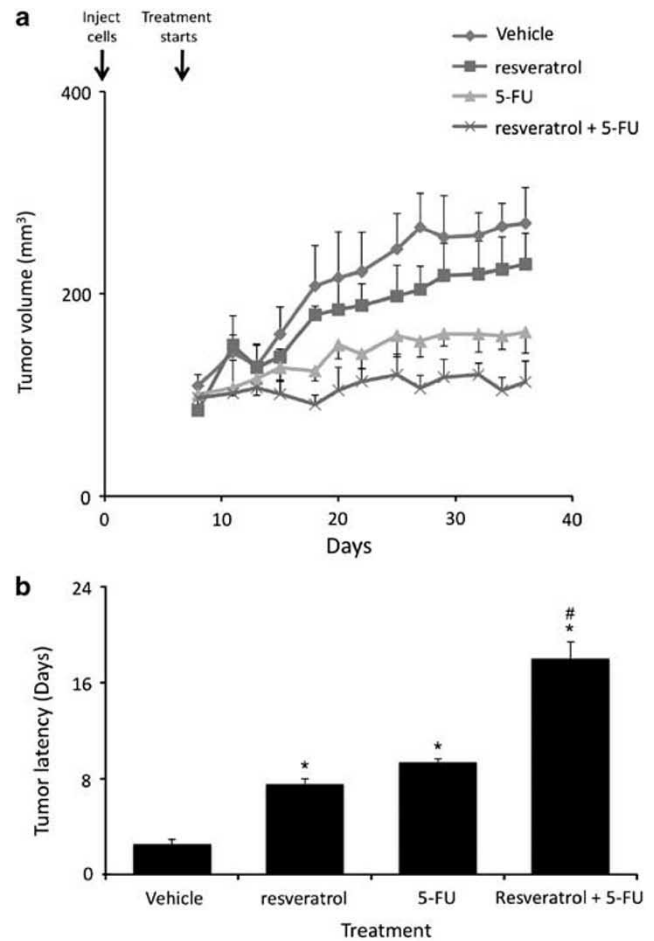 a
Inject
cells
Treatment
starts
Vehicle
resveratrol
5-FU
resveratrol + 5-FU
400
200
0
Tumor volume (mm³)
0 10 20 30 40
Days
b
24
16
8
0
Tumor latency (Days)
*
*
#
*
Vehicle resveratrol 5-FU Resveratrol + 5-FU
Treatment